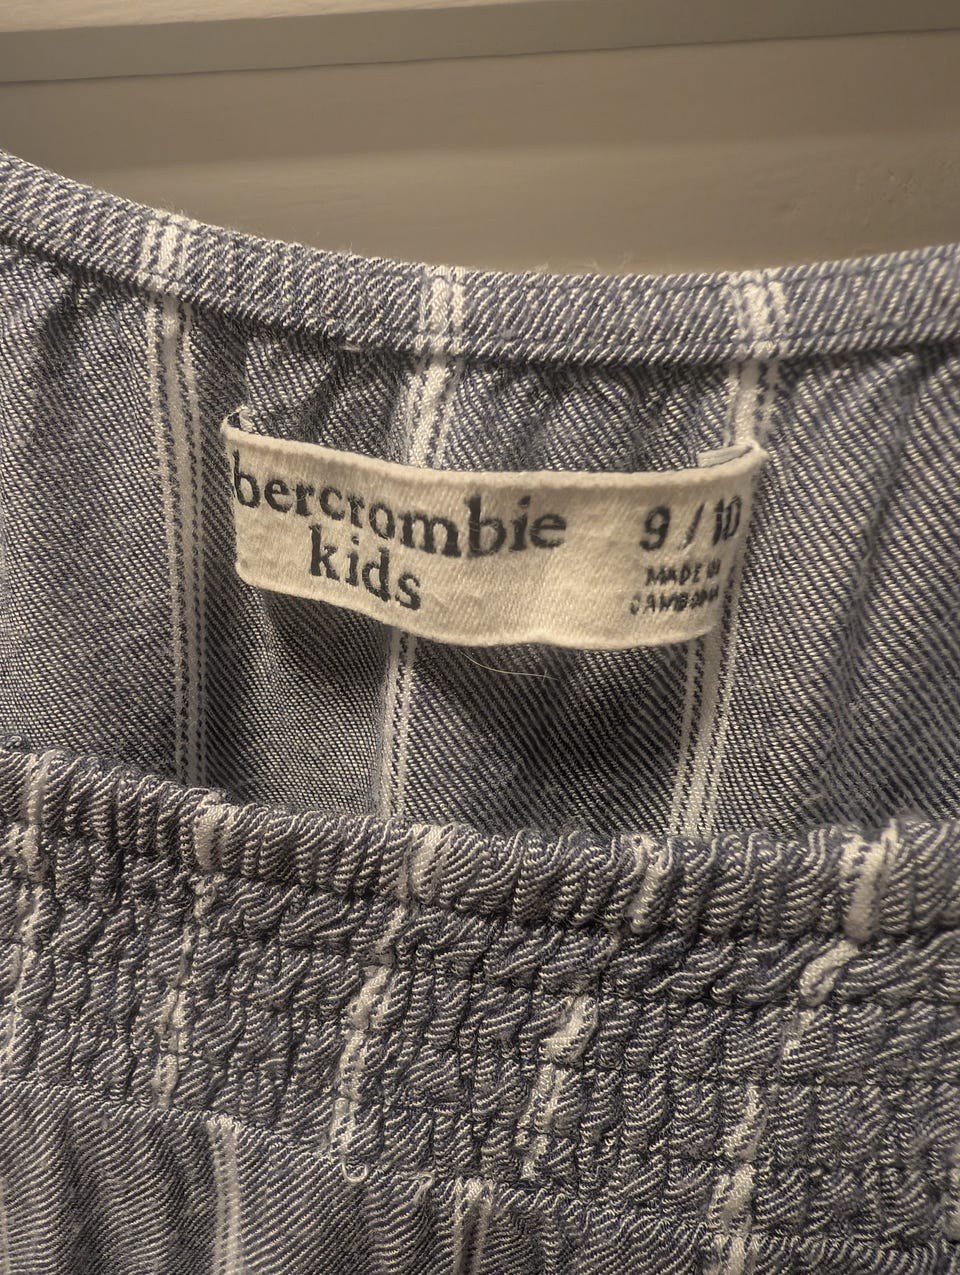 bercrombie
kids
9 / 10
MADE IN
CAMBODIA